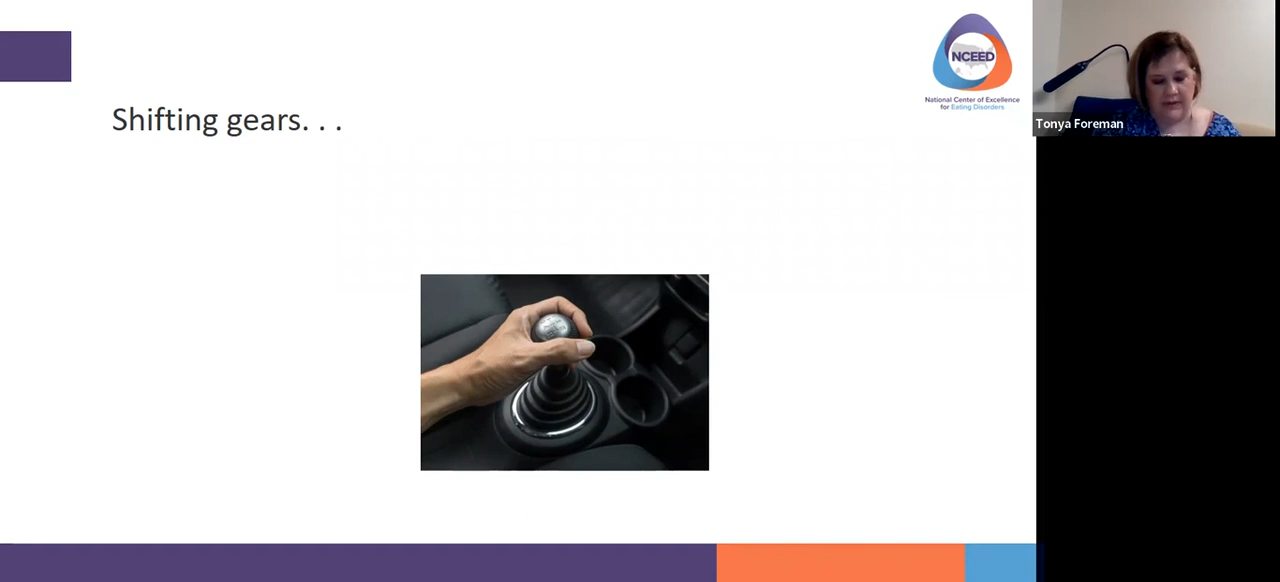 NCEED
National Center of Excellence
for Eating Disorders
Shifting gears. . .
Tonya Foreman